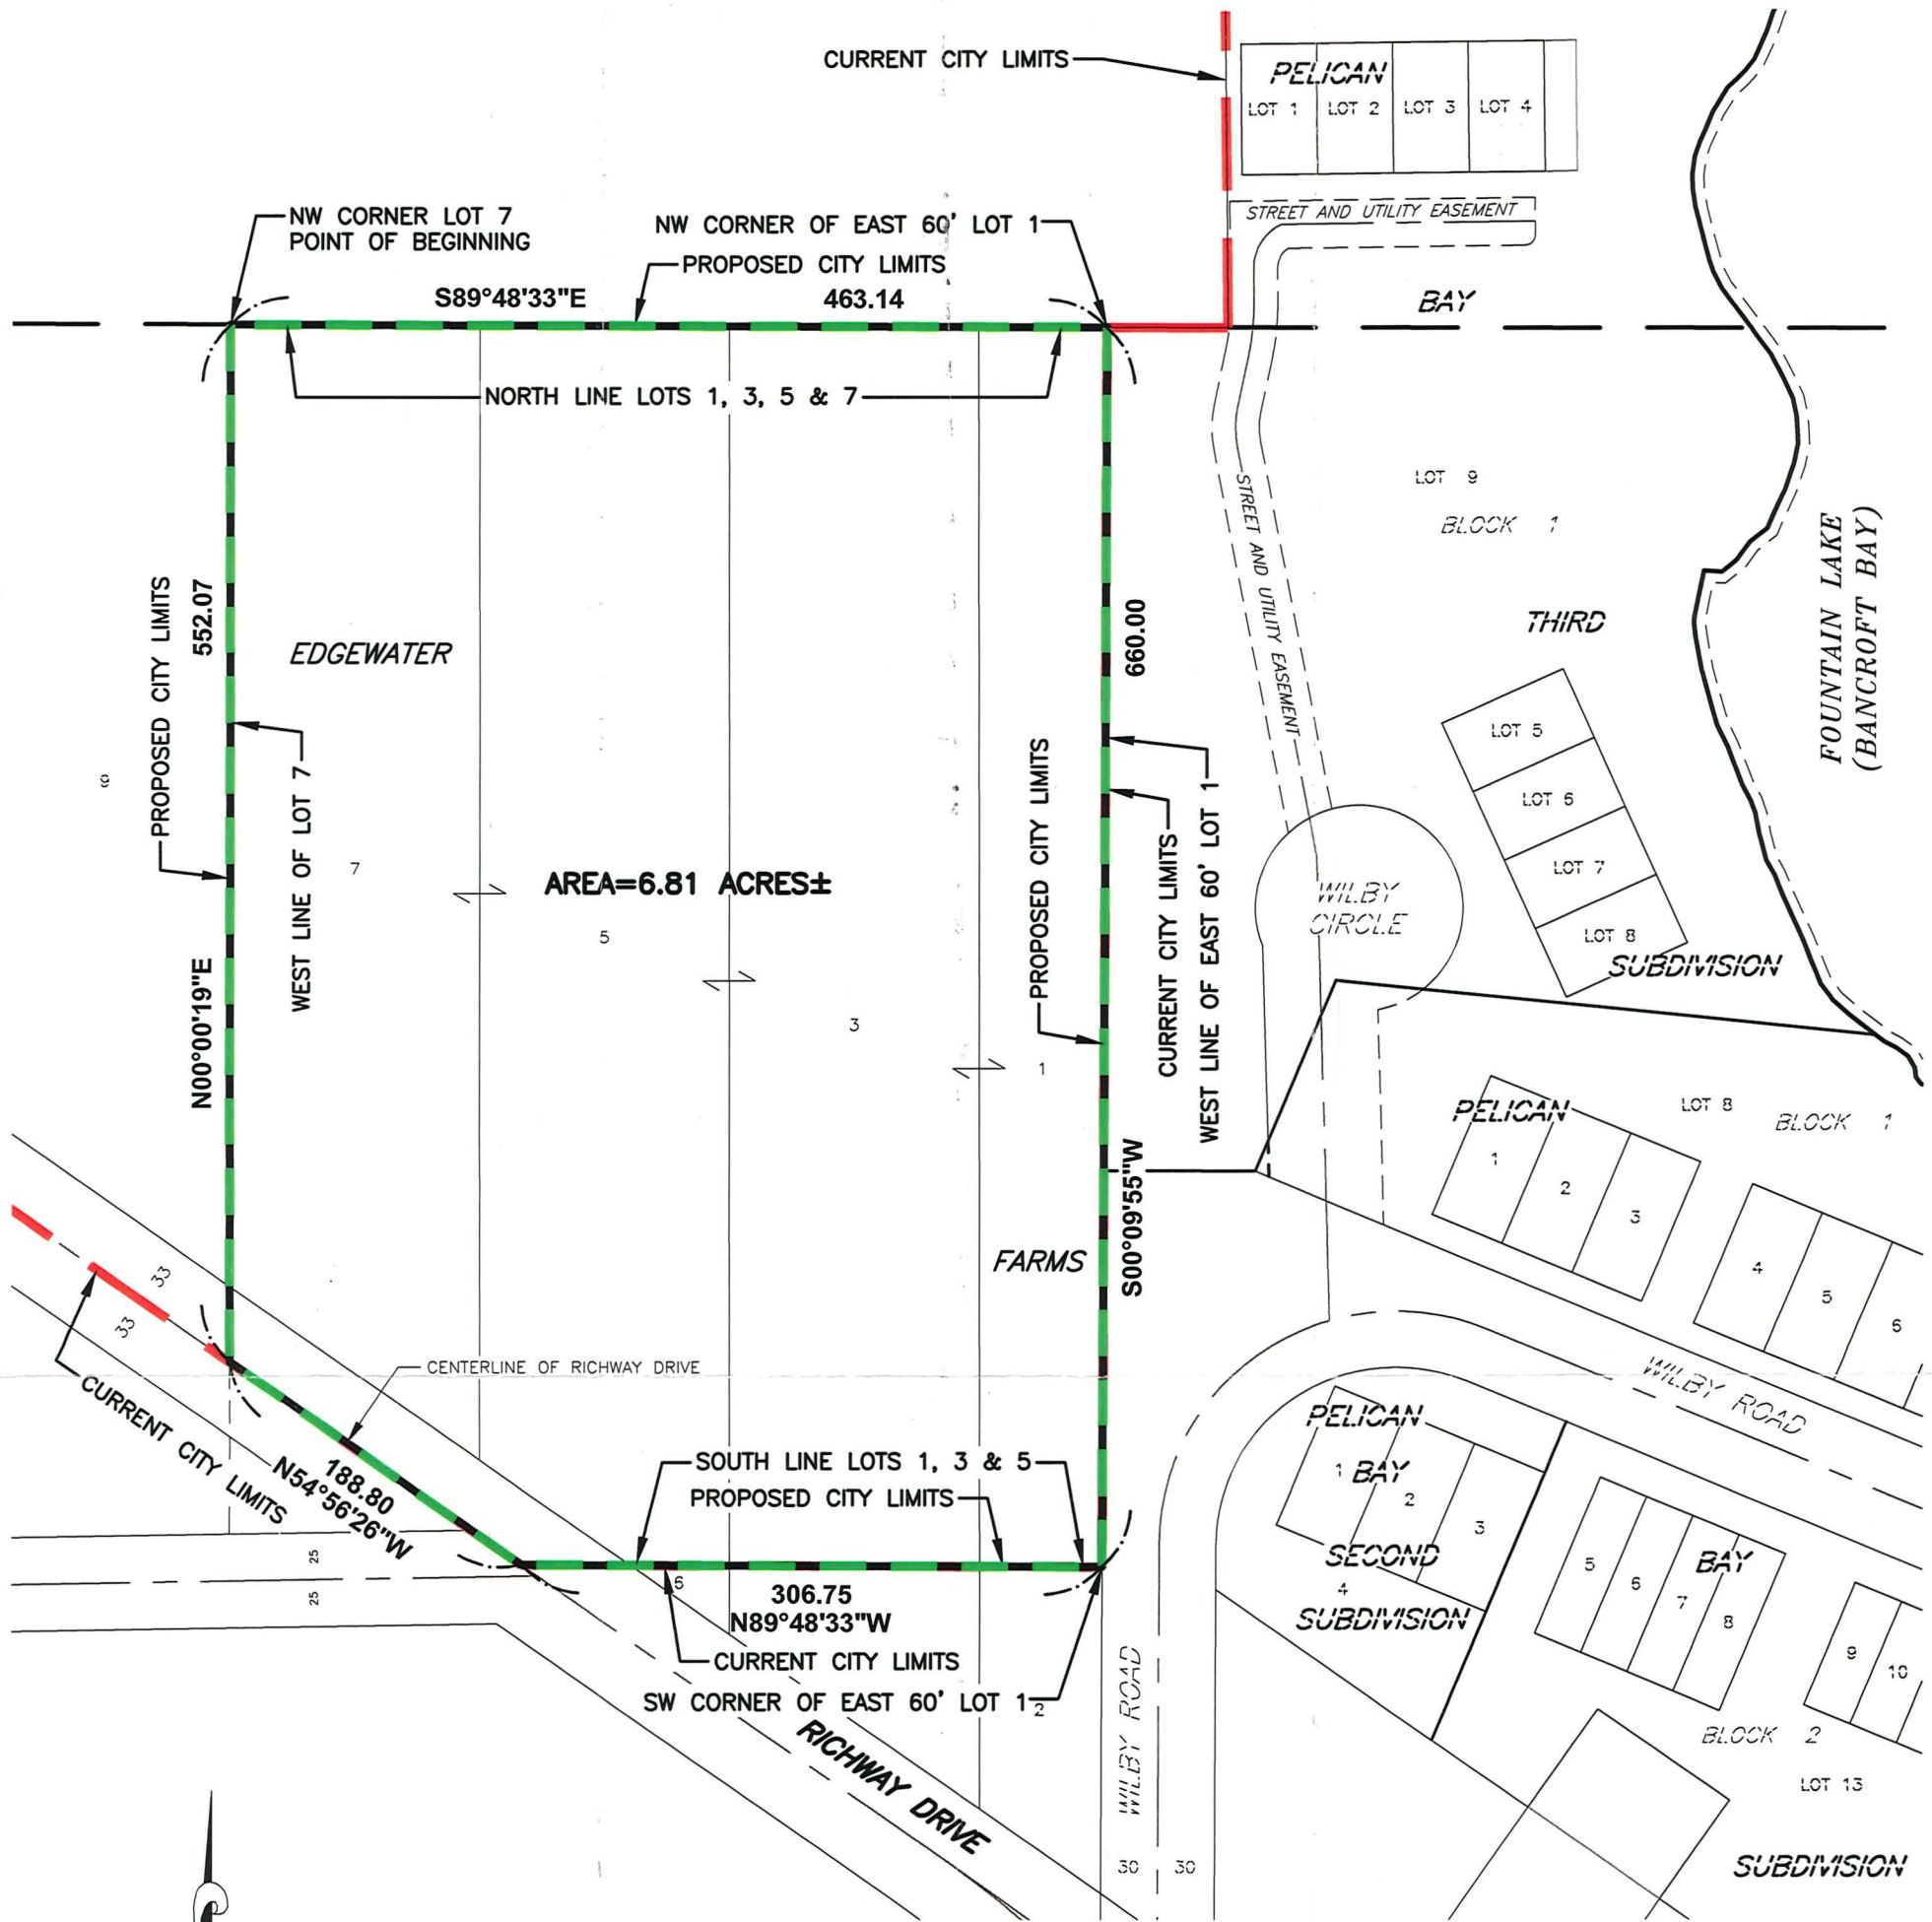 CURRENT CITY LIMITS
PELICAN
LOT 1
LOT 2
LOT 3
LOT 4
STREET AND UTILITY EASEMENT
BAY
NW CORNER LOT 7
POINT OF BEGINNING
NW CORNER OF EAST 60' LOT 1
PROPOSED CITY LIMITS
S89°48'33"E
463.14
NORTH LINE LOTS 1, 3, 5 & 7
LOT 9
BLOCK 1
STREET AND UTILITY EASEMENT
THIRD
FOUNTAIN LAKE
(BANCROFT BAY)
PROPOSED CITY LIMITS
552.07
N00°00'19"E
EDGEWATER
WEST LINE OF LOT 7
9
7
AREA=6.81 ACRES±
5
3
1
660.00
PROPOSED CITY LIMITS
CURRENT CITY LIMITS
WEST LINE OF EAST 60' LOT 1
S00°09'55"W
LOT 5
LOT 6
LOT 7
LOT 8
WILBY
CIRCLE
SUBDIVISION
FARMS
PELICAN
LOT 8
BLOCK 1
1
2
3
4
5
6
33
33
CURRENT CITY LIMITS
188.80
N54°56'26"W
CENTERLINE OF RICHWAY DRIVE
SOUTH LINE LOTS 1, 3 & 5
PROPOSED CITY LIMITS
25
25
6
306.75
N89°48'33"W
CURRENT CITY LIMITS
SW CORNER OF EAST 60' LOT 1
2
RICHWAY DRIVE
WILBY ROAD
30
30
WILBY ROAD
PELICAN
1
BAY
2
3
SECOND
4
SUBDIVISION
5
6
7
8
BAY
9
10
BLOCK 2
LOT 13
SUBDIVISION